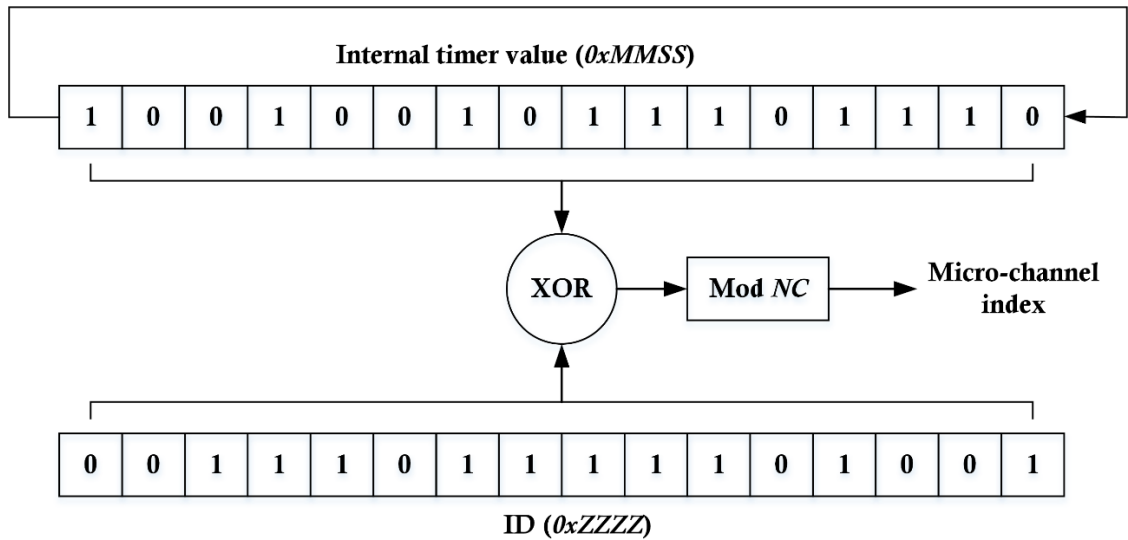 Internal timer value (0xMMSS)
1 0 0 1 0 0 1 0 1 1 1 0 1 1 1 0
XOR
Mod NC
Micro-channel
index
0 0 1 1 1 0 1 1 1 1 1 0 1 0 0 1
ID (0xZZZZ)